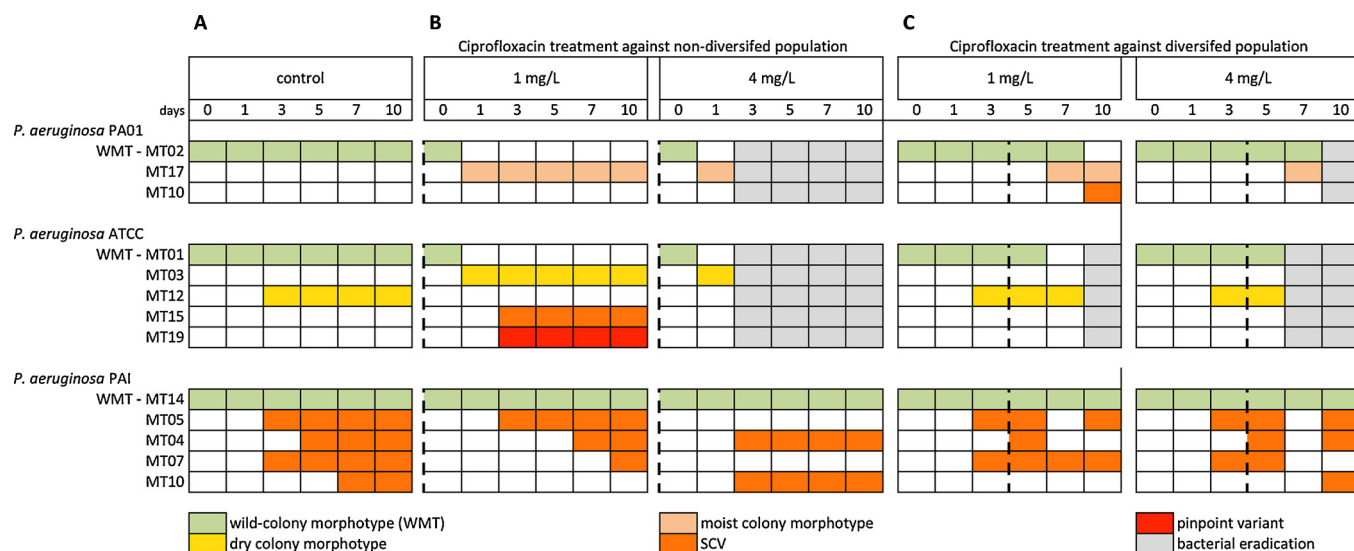 A B C
Ciprofloxacin treatment against non-diversifed population Ciprofloxacin treatment against diversifed population
control 1 mg/L 4 mg/L 1 mg/L 4 mg/L
days 0 1 3 5 7 10 0 1 3 5 7 10 0 1 3 5 7 10 0 1 3 5 7 10 0 1 3 5 7 10
P. aeruginosa PA01
WMT - MT02
MT17
MT10
P. aeruginosa ATCC
WMT - MT01
MT03
MT12
MT15
MT19
P. aeruginosa PAI
WMT - MT14
MT05
MT04
MT07
MT10
wild-colony morphotype (WMT) moist colony morphotype pinpoint variant
dry colony morphotype SCV bacterial eradication